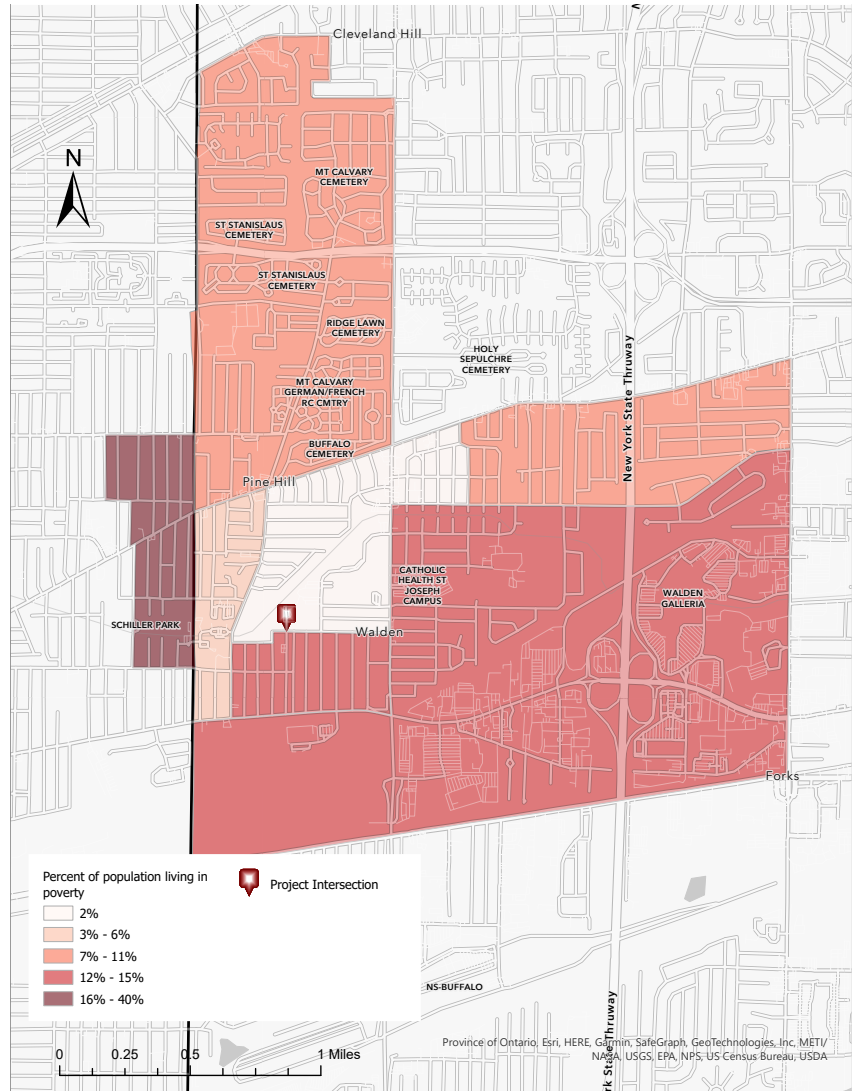 Cleveland Hill
N
MT CALVARY
CEMETERY
ST STANISLAUS
CEMETERY
ST STANISLAUS
CEMETERY
RIDGE LAWN
CEMETERY
HOLY
SEPULCHRE
CEMETERY
New York State Thruway
MT CALVARY
GERMAN/FRENCH
RC CMTRY
BUFFALO
CEMETERY
Pine Hill
CATHOLIC
HEALTH ST
JOSEPH
CAMPUS
WALDEN
GALLERIA
SCHILLER PARK
Walden
Forks
Percent of population living in
poverty
2%
3% - 6%
7% - 11%
12% - 15%
16% - 40%
Project Intersection
NS-BUFFALO
rk State Thruway
0 0.25 0.5 1 Miles
Province of Ontario, Esri, HERE, Garmin, SafeGraph, GeoTechnologies, Inc, METI/
NASA, USGS, EPA, NPS, US Census Bureau, USDA